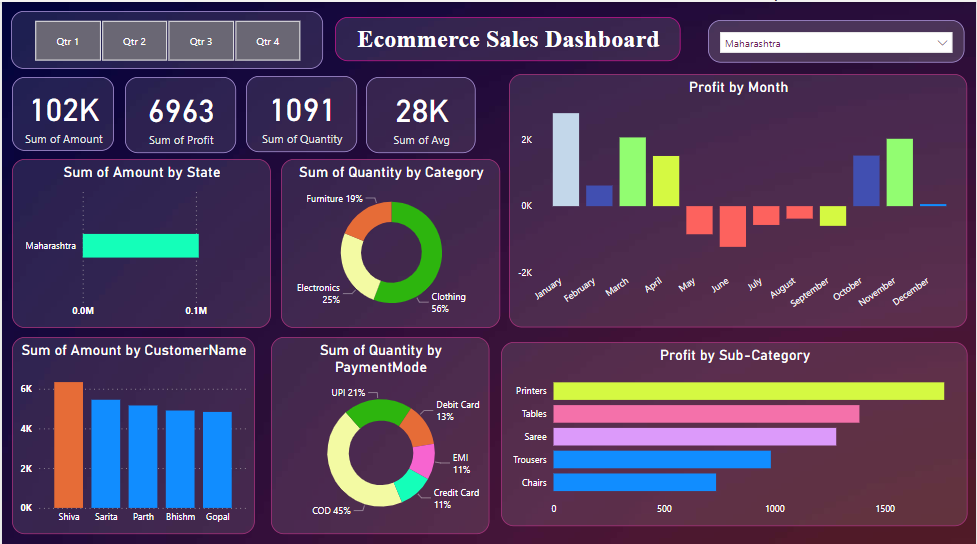 Qtr 1 Qtr 2 Qtr 3 Qtr 4
Ecommerce Sales Dashboard
Maharashtra
102K
Sum of Amount
6963
Sum of Profit
1091
Sum of Quantity
28K
Sum of Avg
Profit by Month
2K
0K
-2K
January February March April May June July August September October November December
Sum of Amount by State
Maharashtra
0.0M 0.1M
Sum of Quantity by Category
Furniture 19%
Electronics
25%
Clothing
56%
Sum of Amount by CustomerName
6K
4K
2K
0K
Shiva Sarita Parth Bhishm Gopal
Sum of Quantity by
PaymentMode
UPI 21%
Debit Card
13%
EMI
11%
Credit Card
11%
COD 45%
Profit by Sub-Category
Printers
Tables
Saree
Trousers
Chairs
0 500 1000 1500